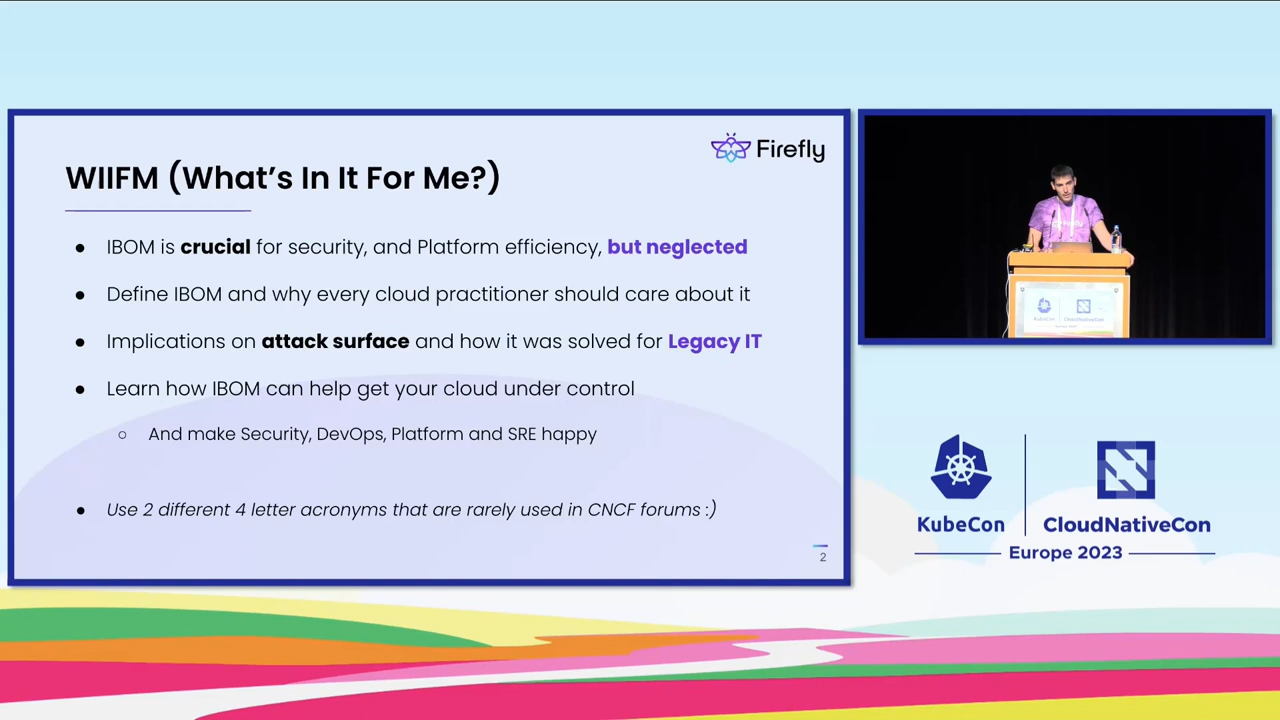 Firefly
WIIFM (What's In It For Me?)
● IBOM is crucial for security, and Platform efficiency, but neglected
● Define IBOM and why every cloud practitioner should care about it
● Implications on attack surface and how it was solved for Legacy IT
● Learn how IBOM can help get your cloud under control
○ And make Security, DevOps, Platform and SRE happy
● Use 2 different 4 letter acronyms that are rarely used in CNCF forums :)
2
KubeCon
CloudNativeCon
KubeCon
CloudNativeCon
Europe 2023